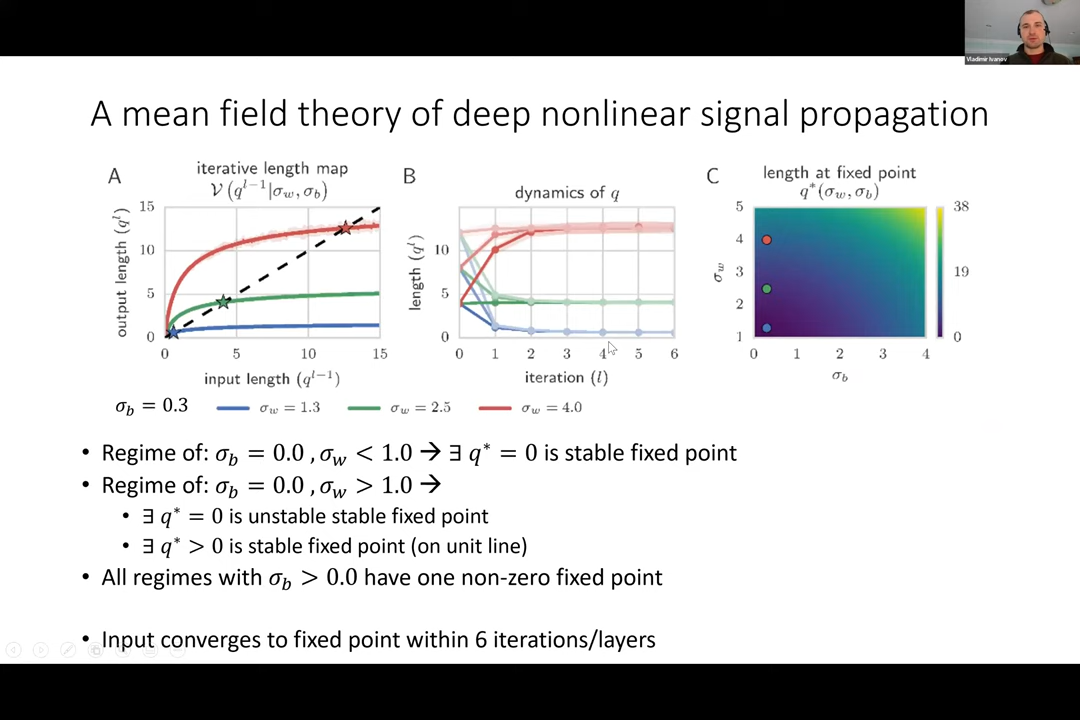 Vladimir Ivanov
A mean field theory of deep nonlinear signal propagation
A
iterative length map
𝒱(q^{l−1}|σ_w, σ_b)
output length (q^l)
15
10
5
0
0 5 10 15
input length (q^{l−1})
B
dynamics of q
length (q^l)
10
5
0
0 1 2 3 4 5 6
iteration (l)
C
length at fixed point
q*(σ_w, σ_b)
σ_w
5
4
3
2
1
0 1 2 3 4
σ_b
38
19
0
σ_b = 0.3
σ_w = 1.3 σ_w = 2.5 σ_w = 4.0
• Regime of: σ_b = 0.0 , σ_w < 1.0 → ∃ q* = 0 is stable fixed point
• Regime of: σ_b = 0.0 , σ_w > 1.0 →
• ∃ q* = 0 is unstable stable fixed point
• ∃ q* > 0 is stable fixed point (on unit line)
• All regimes with σ_b > 0.0 have one non-zero fixed point
• Input converges to fixed point within 6 iterations/layers